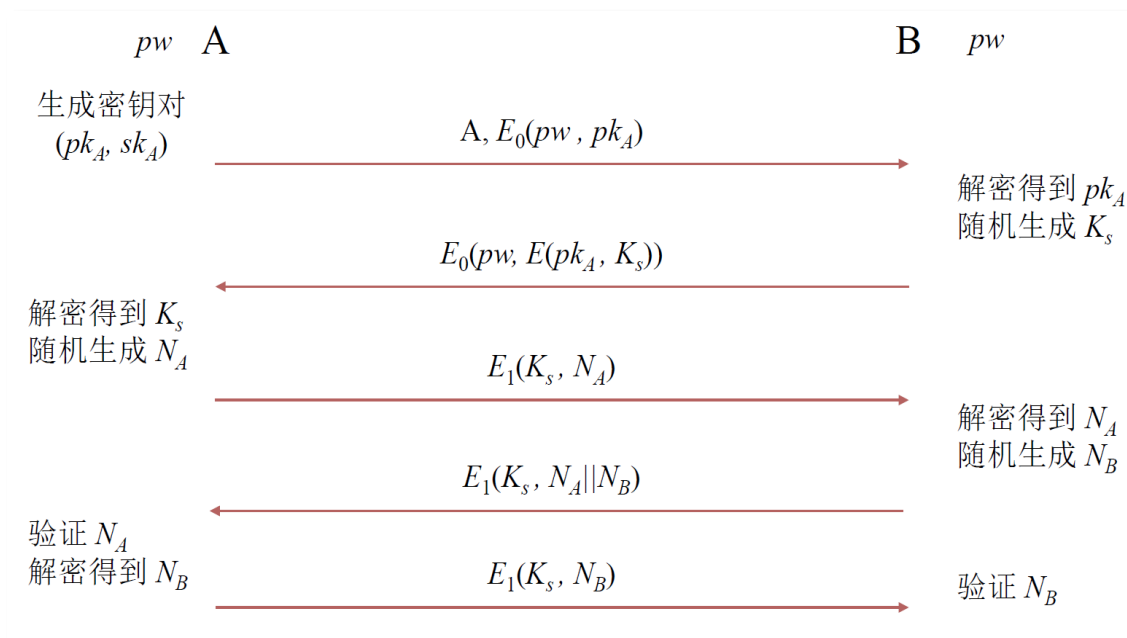 pw A B pw
生成密钥对
(pk_A, sk_A)
A, E_0(pw , pk_A)
解密得到 pk_A
随机生成 K_s
E_0(pw, E(pk_A , K_s))
解密得到 K_s
随机生成 N_A
E_1(K_s , N_A)
解密得到 N_A
随机生成 N_B
E_1(K_s , N_A||N_B)
验证 N_A
解密得到 N_B
E_1(K_s , N_B)
验证 N_B